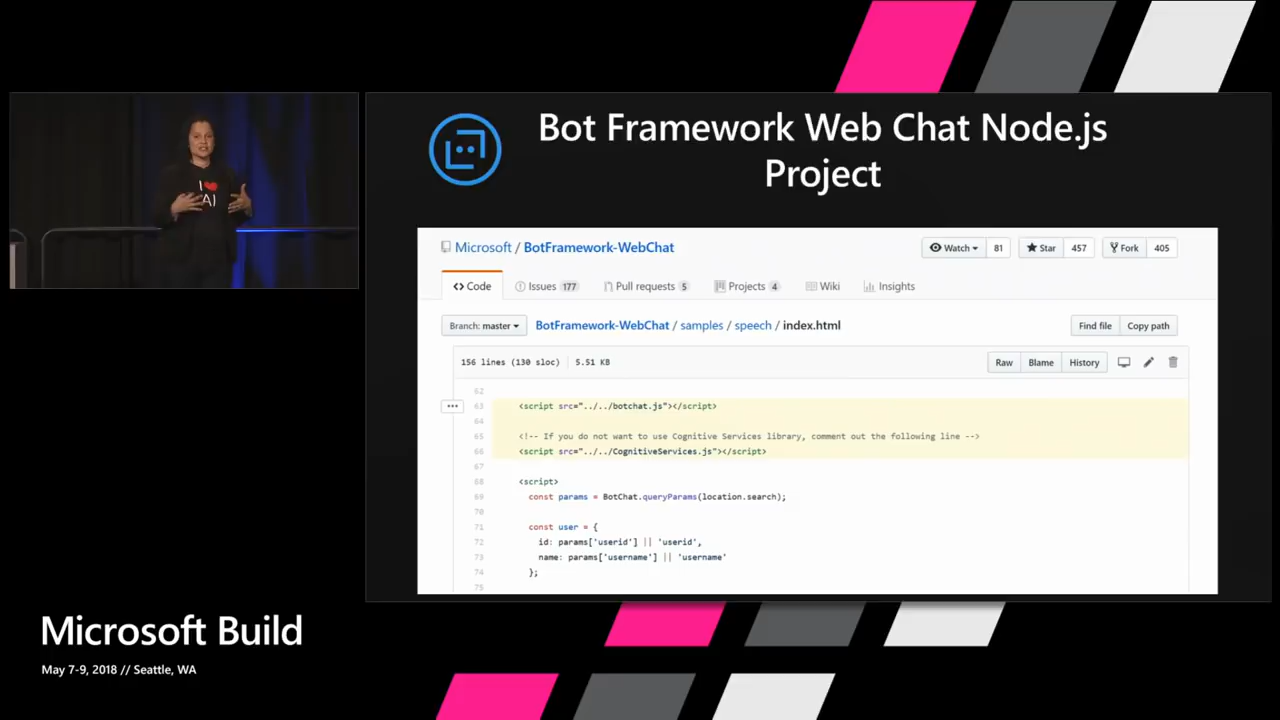 I ❤
AI
Bot Framework Web Chat Node.js
Project
Microsoft / BotFramework-WebChat
Watch 81 Star 457 Fork 405
Code Issues 177 Pull requests 5 Projects 4 Wiki Insights
Branch: master BotFramework-WebChat / samples / speech / index.html Find file Copy path
156 lines (130 sloc) 5.51 KB Raw Blame History
62
63 <script src="../../botchat.js"></script>
64
65 <!-- If you do not want to use Cognitive Services library, comment out the following line -->
66 <script src="../../CognitiveServices.js"></script>
67
68 <script>
69 const params = BotChat.queryParams(location.search);
70
71 const user = {
72 id: params['userid'] || 'userid',
73 name: params['username'] || 'username'
74 };
75
Microsoft Build
May 7-9, 2018 // Seattle, WA